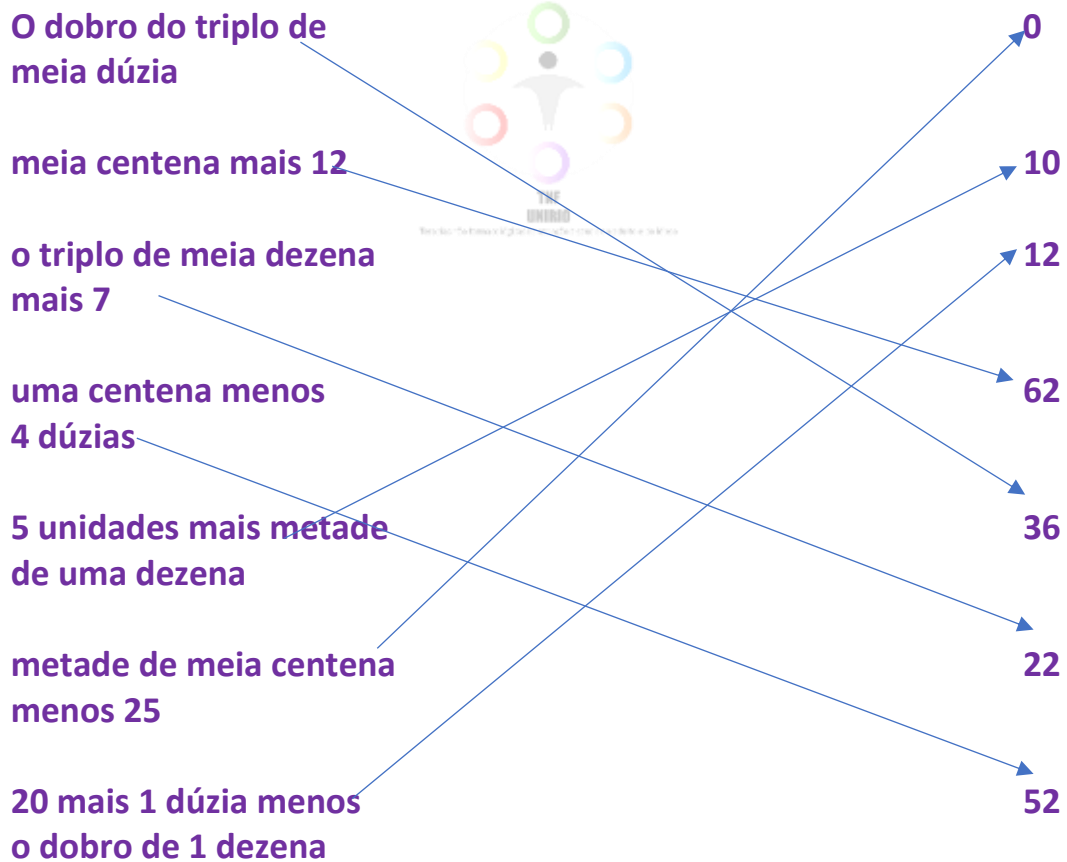 O dobro do triplo de
meia dúzia
0
meia centena mais 12
10
THE
UNIRIO
o triplo de meia dezena
mais 7
12
uma centena menos
4 dúzias
62
5 unidades mais metade
de uma dezena
36
metade de meia centena
menos 25
22
20 mais 1 dúzia menos
o dobro de 1 dezena
52